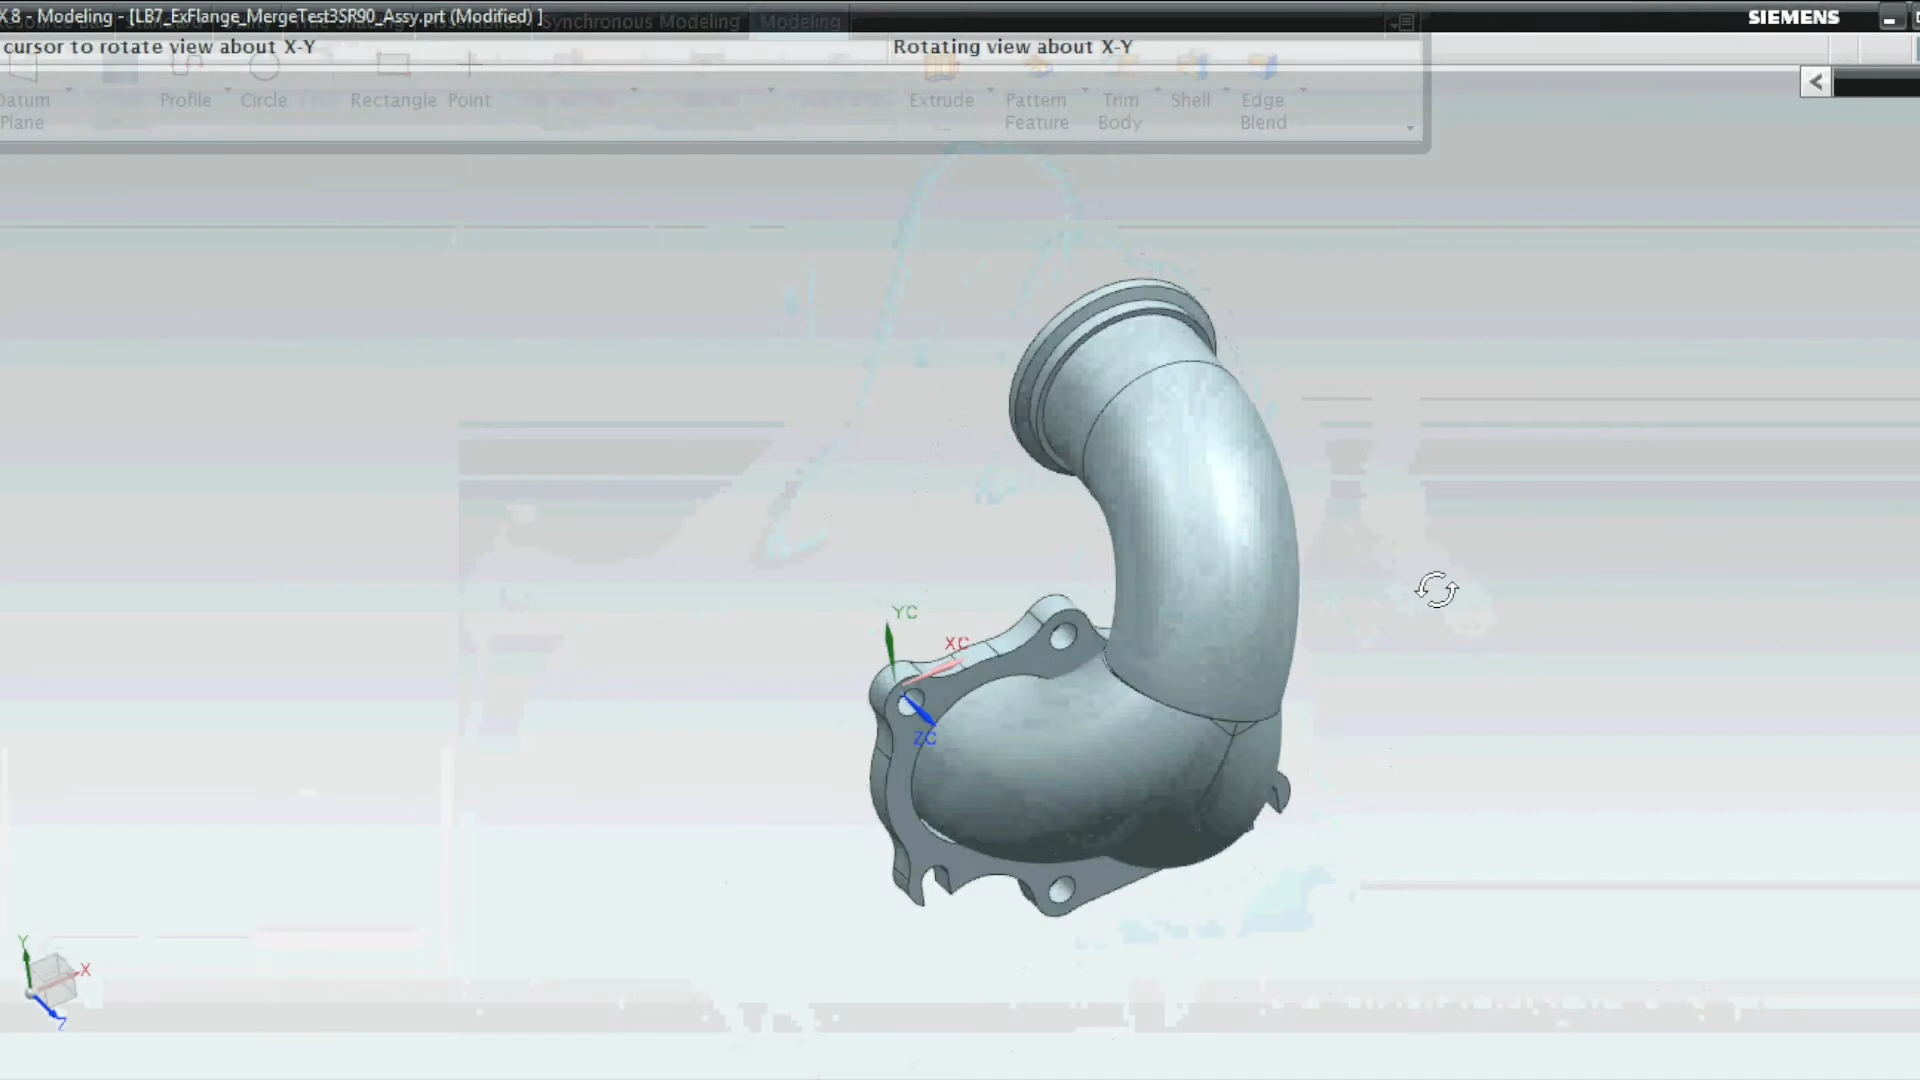 X 8 - Modeling - [LB7_ExFlange_MergeTest3SR90_Assy.prt (Modified) ]
Synchronous Modeling
Modeling
SIEMENS
cursor to rotate view about X-Y
Rotating view about X-Y
Datum
Plane
Profile
Circle
Rectangle
Point
Extrude
Pattern
Feature
Trim
Body
Shell
Edge
Blend
YC
XC
ZC
Y
X
Z